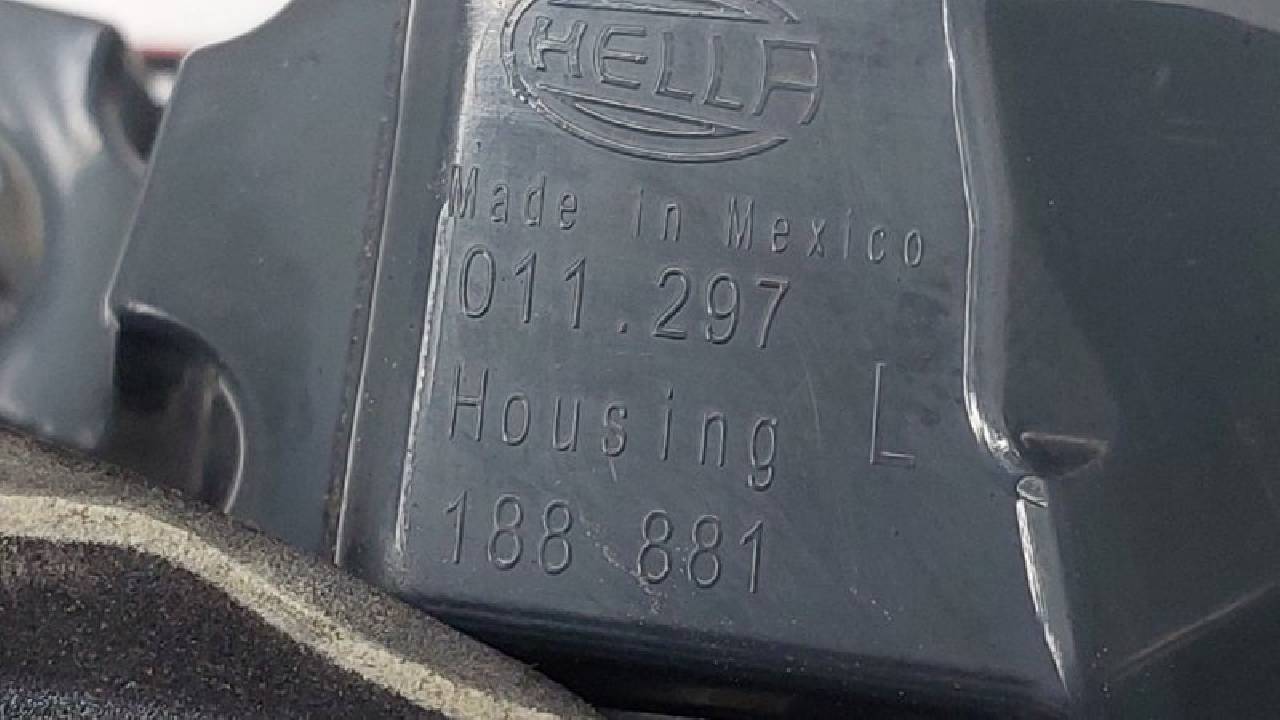 HELLA
Made in Mexico
011.297
Housing L
188 881